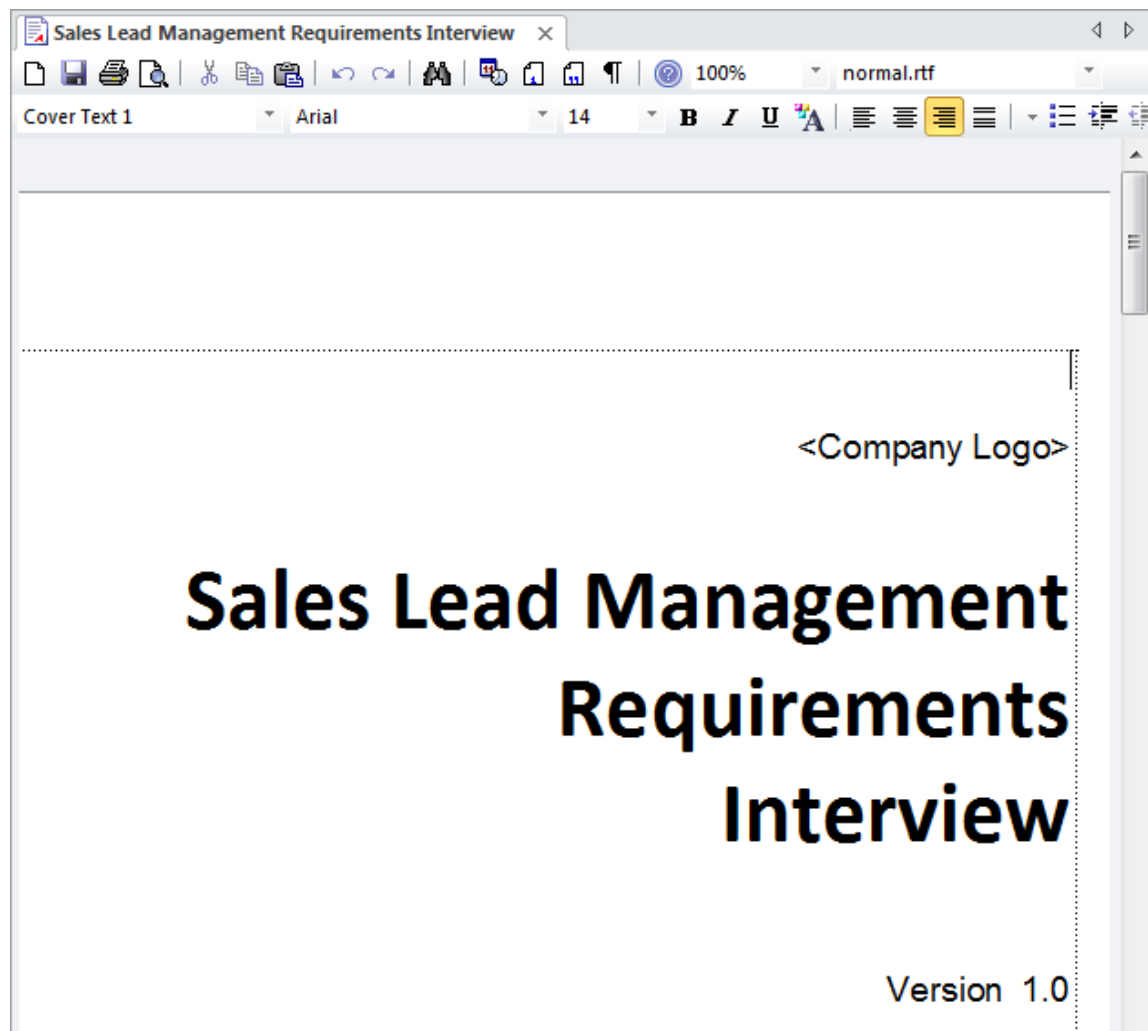 Sales Lead Management Requirements Interview
100% normal.rtf
Cover Text 1 Arial 14 B I U A
<Company Logo>
Sales Lead Management
Requirements
Interview
Version 1.0